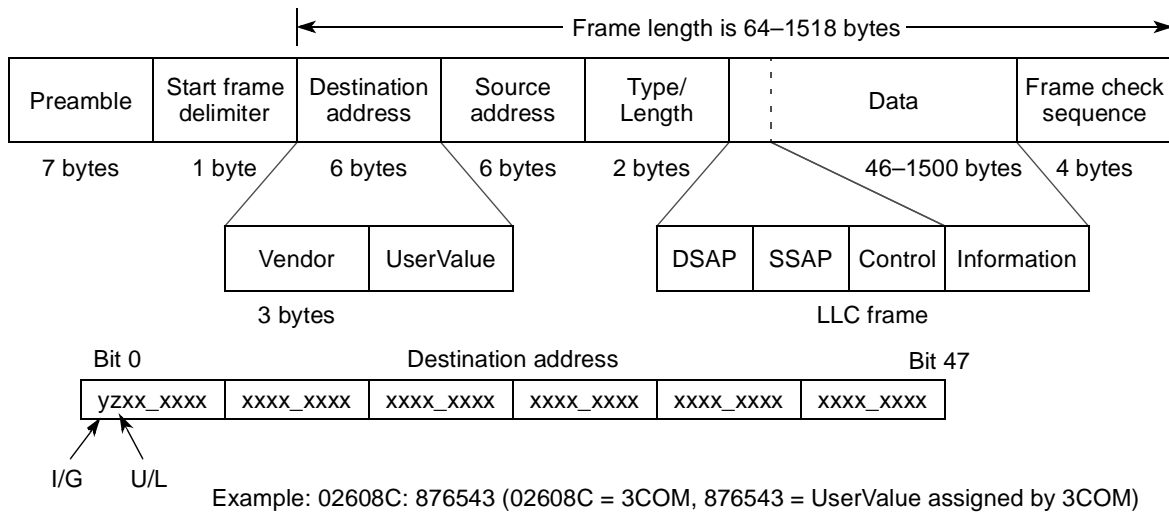 Frame length is 64–1518 bytes
Preamble
Start frame
delimiter
Destination
address
Source
address
Type/
Length
Data
Frame check
sequence
7 bytes
1 byte
6 bytes
6 bytes
2 bytes
46–1500 bytes
4 bytes
Vendor
UserValue
DSAP
SSAP
Control
Information
3 bytes
LLC frame
Bit 0
Destination address
Bit 47
yzxx_xxxx
xxxx_xxxx
xxxx_xxxx
xxxx_xxxx
xxxx_xxxx
xxxx_xxxx
I/G
U/L
Example: 02608C: 876543 (02608C = 3COM, 876543 = UserValue assigned by 3COM)